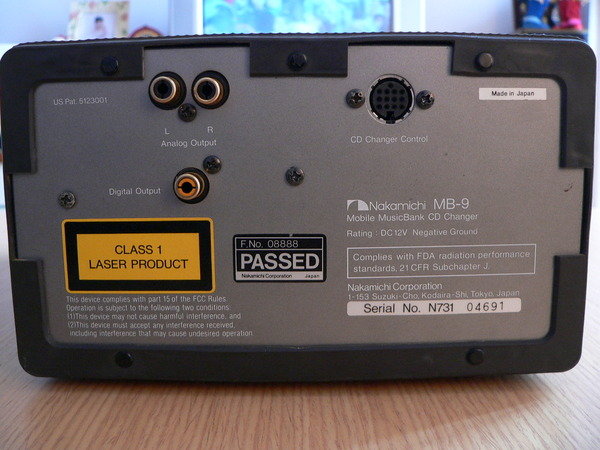 US Pat. 5123001
L R
Analog Output
Digital Output
CD Changer Control
Made in Japan
Nakamichi MB-9
Mobile MusicBank CD Changer
Rating : DC 12V Negative Ground
CLASS 1
LASER PRODUCT
F.No. 08888
PASSED
Nakamichi Corporation Japan
Complies with FDA radiation performance
standards, 21 CFR Subchapter J.
Nakamichi Corporation
1-153 Suzuki-Cho, Kodaira-Shi, Tokyo, Japan
Serial No. N731 04691
This device complies with part 15 of the FCC Rules
Operation is subject to the following two conditions:
(1)This device may not cause harmful interference, and
(2)This device must accept any interference received,
including interference that may cause undesired operation.